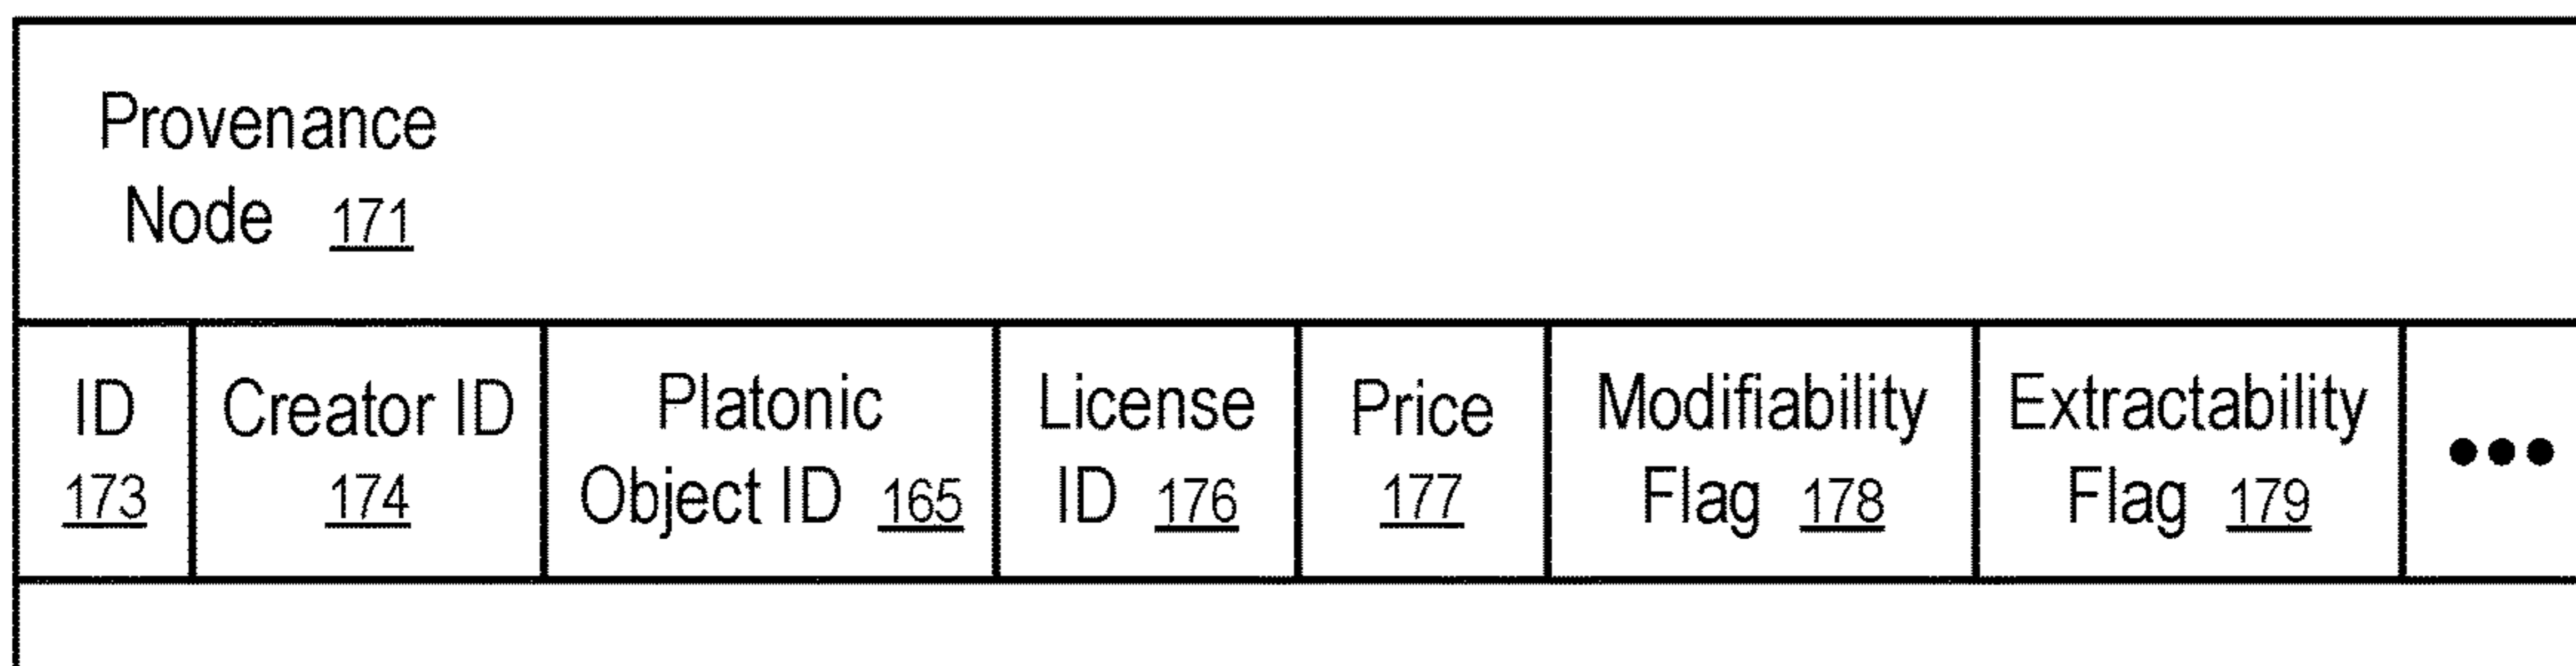 Provenance
Node 171
ID
173
Creator ID
174
Platonic
Object ID 165
License
ID 176
Price
177
Modifiability
Flag 178
Extractability
Flag 179
•••